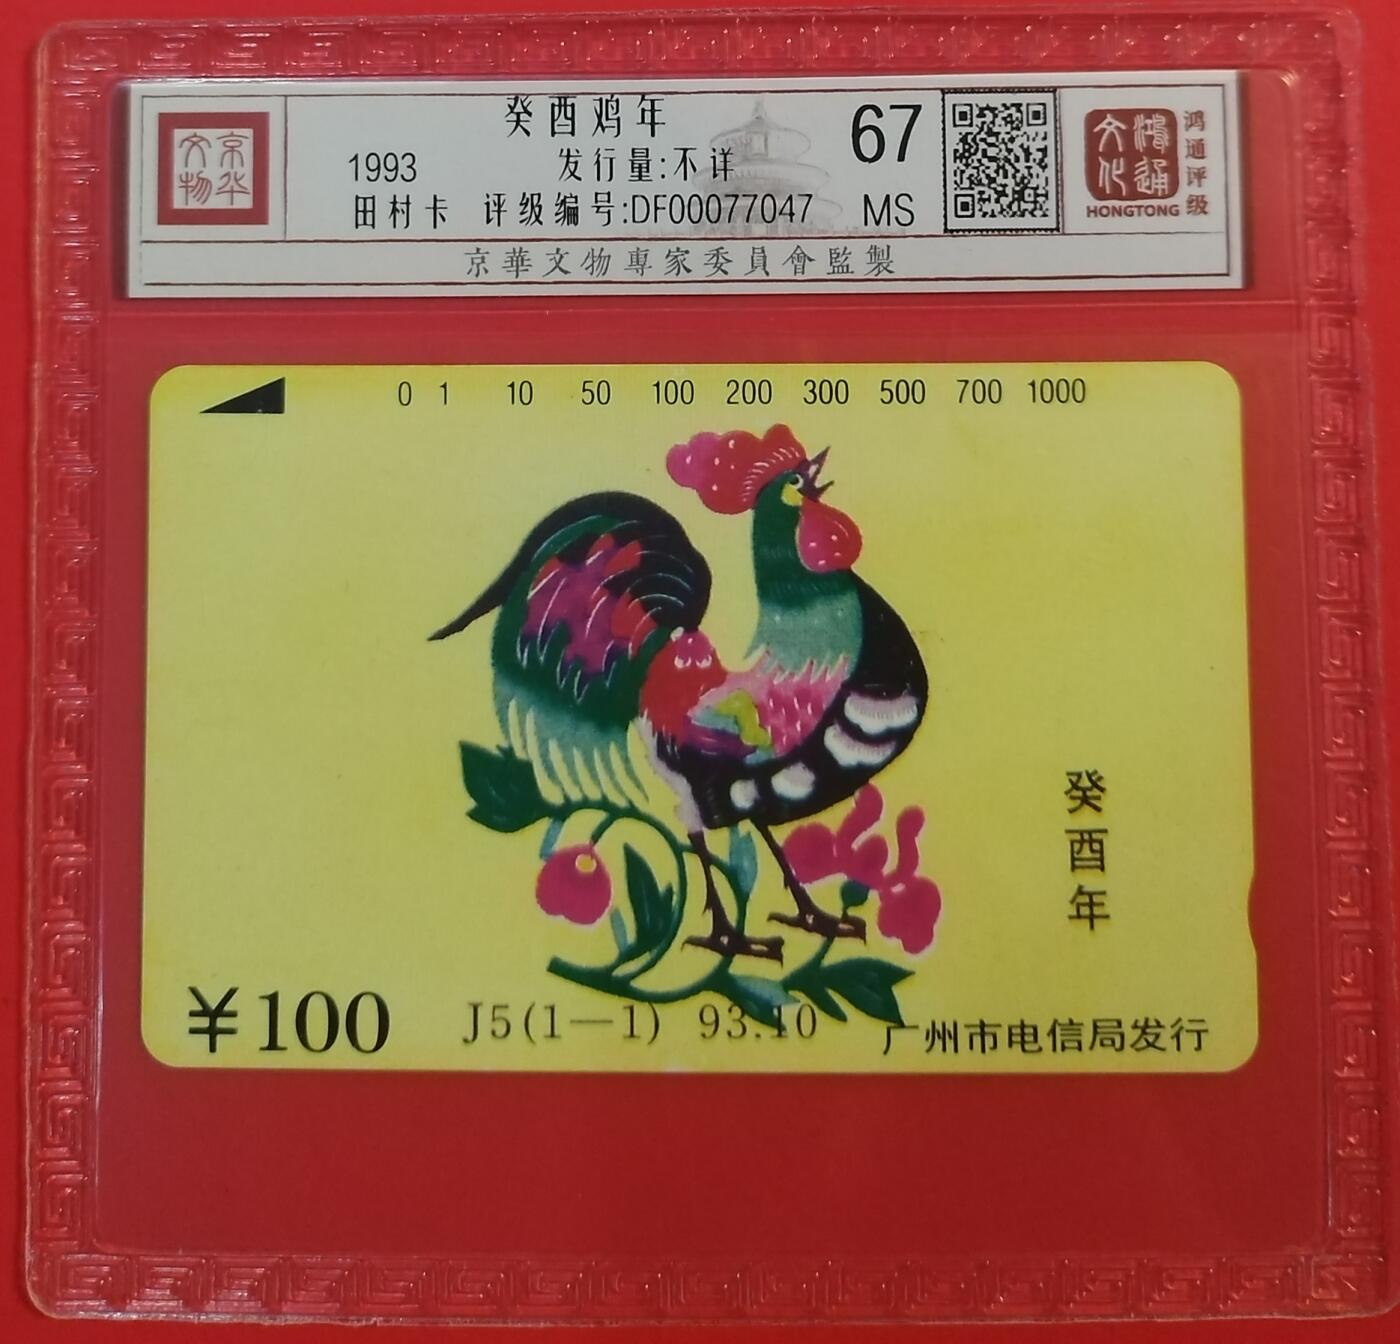 京华文物
癸酉鸡年
1993 发行量:不详
田村卡 评级编号:DF00077047
67
MS
鸿通文化
HONGTONG
鸿通评级
京華文物專家委員會監製
0 1 10 50 100 200 300 500 700 1000
癸酉年
¥100 J5(1—1) 93.10 广州市电信局发行